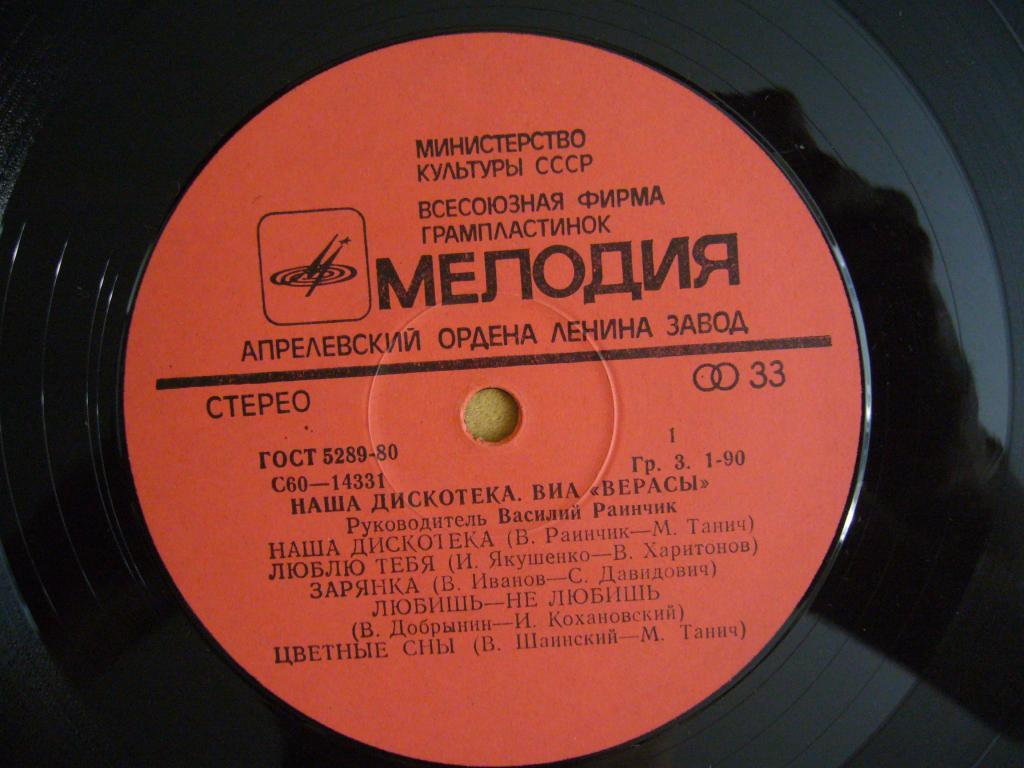 МИНИСТЕРСТВО
КУЛЬТУРЫ СССР
ВСЕСОЮЗНАЯ ФИРМА
ГРАМПЛАСТИНОК
МЕЛОДИЯ
АПРЕЛЕВСКИЙ ОРДЕНА ЛЕНИНА ЗАВОД
СТЕРЕО 33
ГОСТ 5289-80 1
С60—14331 Гр. 3. 1-90
НАША ДИСКОТЕКА. ВИА «ВЕРАСЫ»
Руководитель Василий Раинчик
НАША ДИСКОТЕКА (В. Раинчик—М. Танич)
ЛЮБЛЮ ТЕБЯ (И. Якушенко—В. Харитонов)
ЗАРЯНКА (В. Иванов—С. Давидович)
ЛЮБИШЬ—НЕ ЛЮБИШЬ
(В. Добрынин—И. Кохановский)
ЦВЕТНЫЕ СНЫ (В. Шаинский—М. Танич)